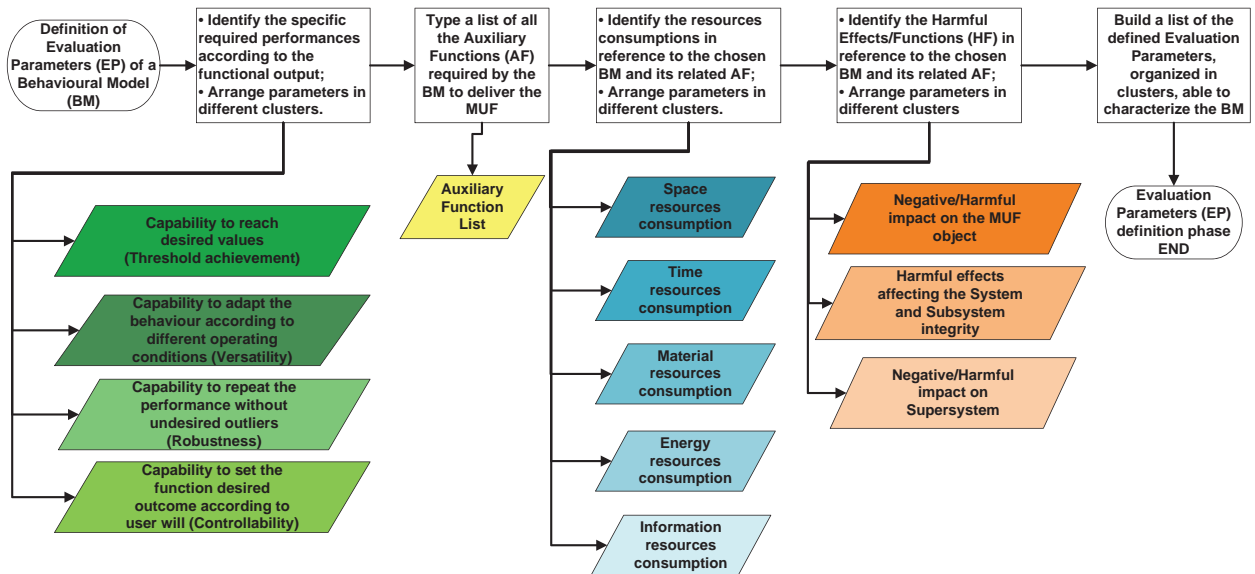 Definition of
Evaluation
Parameters (EP) of a
Behavioural Model
(BM)
• Identify the specific
required performances
according to the
functional output;
• Arrange parameters in
different clusters.
Type a list of all
the Auxiliary
Functions (AF)
required by the
BM to deliver the
MUF
• Identify the resources
consumptions in
reference to the chosen
BM and its related AF;
• Arrange parameters in
different clusters.
• Identify the Harmful
Effects/Functions (HF) in
reference to the chosen
BM and its related AF;
• Arrange parameters in
different clusters
Build a list of the
defined Evaluation
Parameters,
organized in
clusters, able to
characterize the BM
Capability to reach
desired values
(Threshold achievement)
Capability to adapt the
behaviour according to
different operating
conditions (Versatility)
Capability to repeat the
performance without
undesired outliers
(Robustness)
Capability to set the
function desired
outcome according to
user will (Controllability)
Auxiliary
Function
List
Space
resources
consumption
Time
resources
consumption
Material
resources
consumption
Energy
resources
consumption
Information
resources
consumption
Negative/Harmful
impact on the MUF
object
Harmful effects
affecting the System
and Subsystem
integrity
Negative/Harmful
impact on
Supersystem
Evaluation
Parameters (EP)
definition phase
END